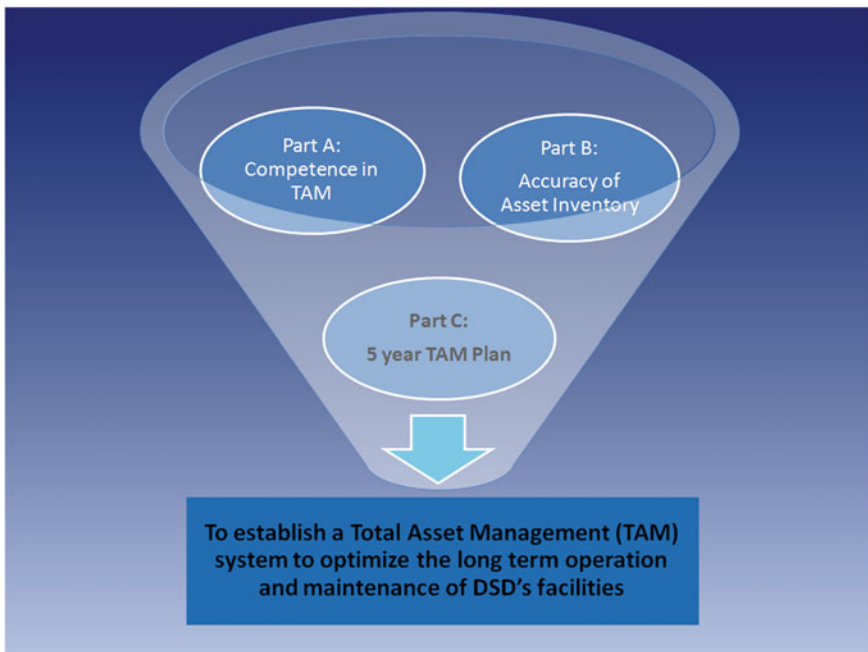 Part A:
Competence in
TAM
Part B:
Accuracy of
Asset Inventory
Part C:
5 year TAM Plan
To establish a Total Asset Management (TAM)
system to optimize the long term operation
and maintenance of DSD's facilities